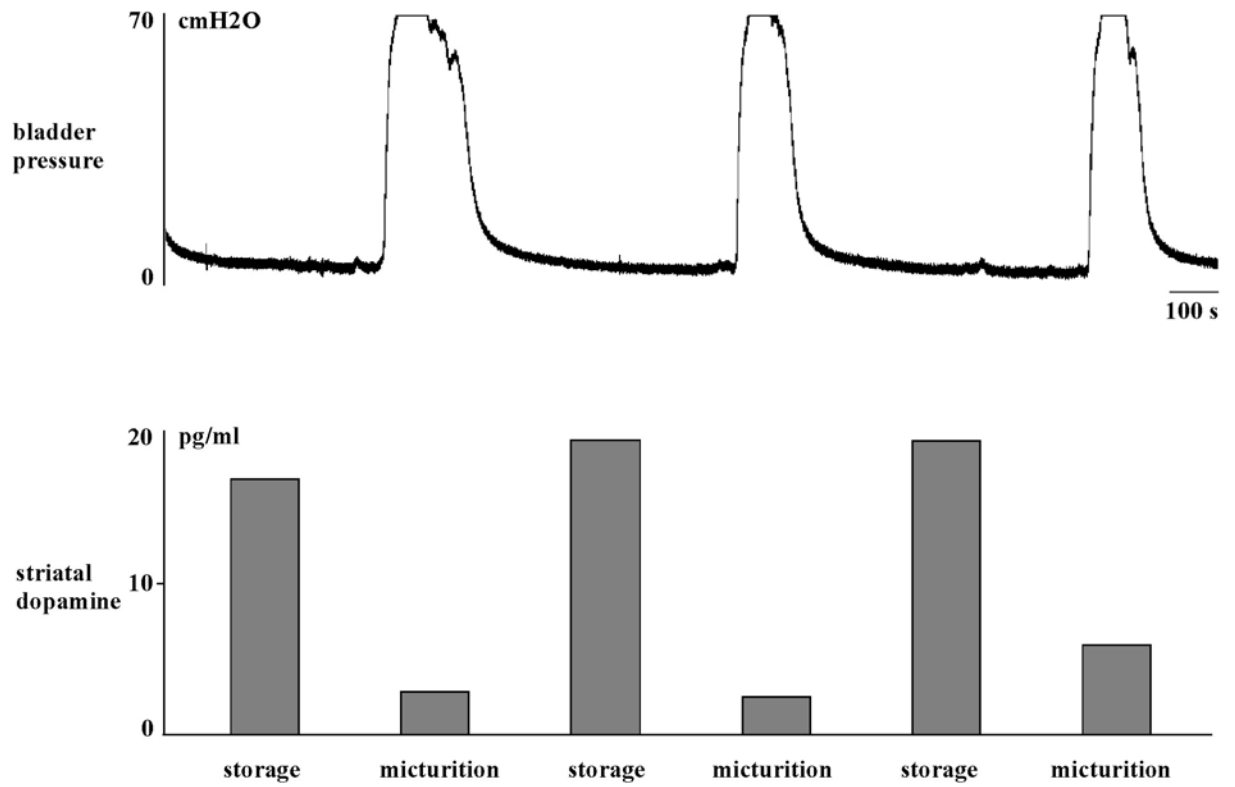 70 cmH2O
bladder
pressure
0
100 s
20 pg/ml
striatal
dopamine
10
0
storage micturition storage micturition storage micturition